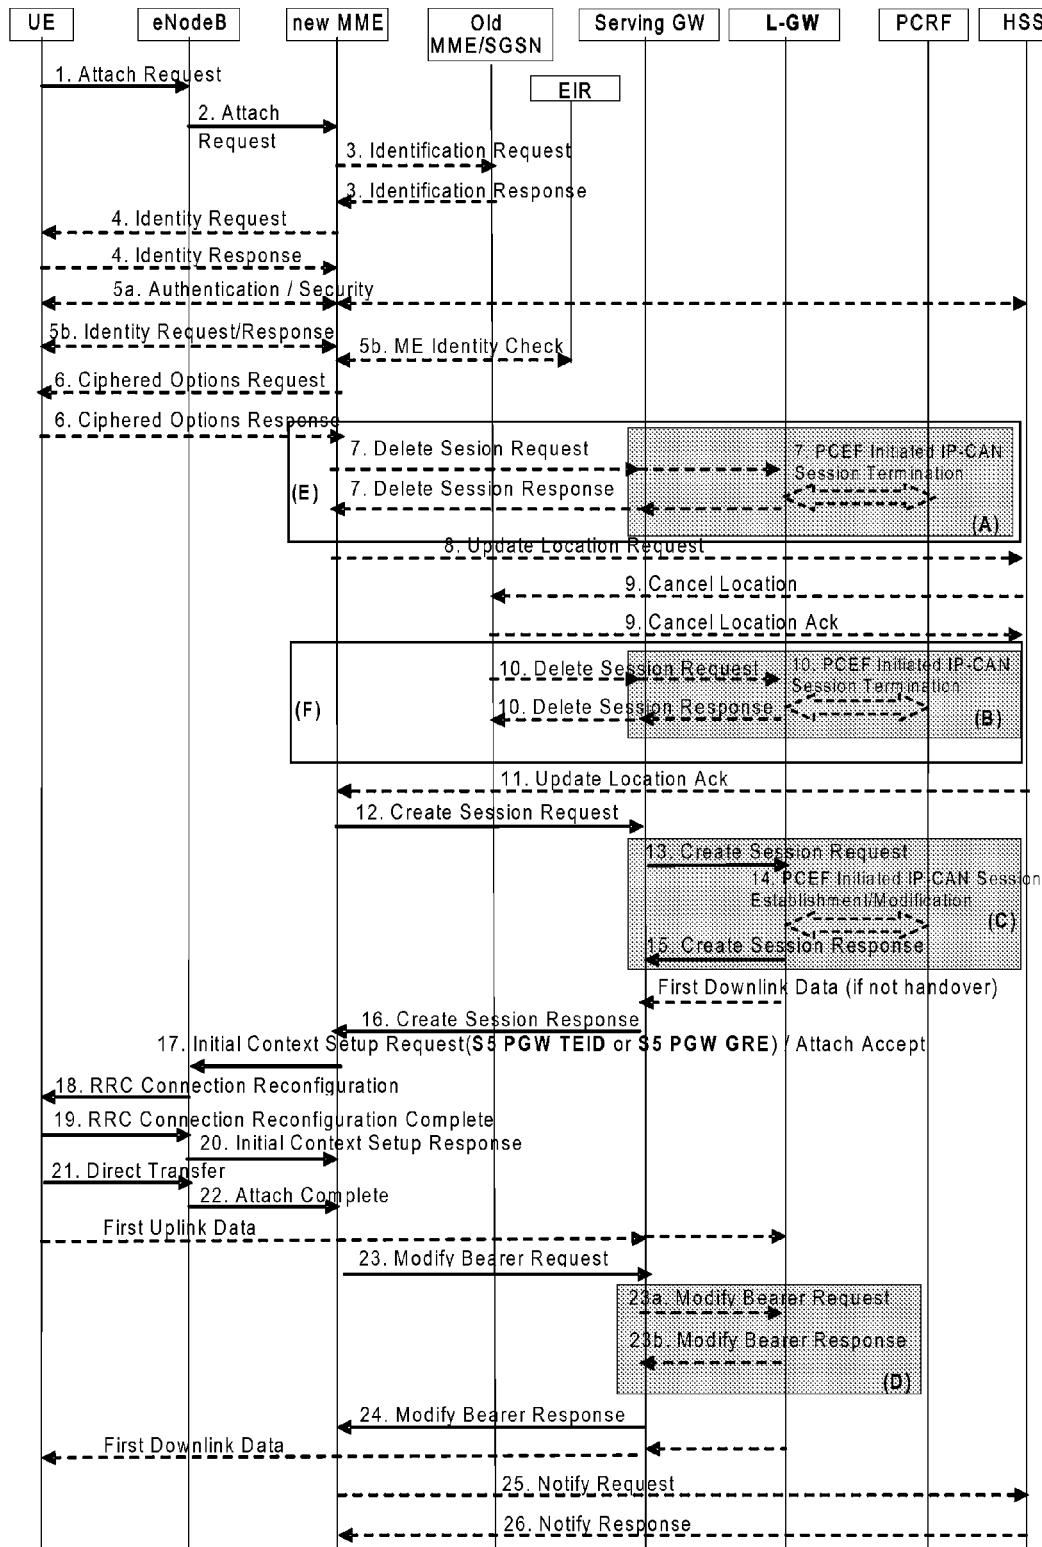 UE
eNodeB
new MME
Old
MME/SGSN
Serving GW
L-GW
PCRF
HSS
EIR
1. Attach Request
2. Attach
Request
3. Identification Request
3. Identification Response
4. Identity Request
4. Identity Response
5a. Authentication / Security
5b. Identity Request/Response
5b. ME Identity Check
6. Ciphered Options Request
6. Ciphered Options Response
7. Delete Sesion Request
7. PCEF Initiated IP-CAN
Session Termination
(E)
7. Delete Session Response
(A)
8. Update Location Request
9. Cancel Location
9. Cancel Location Ack
10. Delete Session Request
10. PCEF Initiated IP-CAN
Session Termination
(F)
10. Delete Session Response
(B)
11. Update Location Ack
12. Create Session Request
13. Create Session Request
14. PCEF Initiated IP-CAN Session
Establishment/Modification
(C)
15. Create Session Response
First Downlink Data (if not handover)
16. Create Session Response
17. Initial Context Setup Request(S5 PGW TEID or S5 PGW GRE) / Attach Accept
18. RRC Connection Reconfiguration
19. RRC Connection Reconfiguration Complete
20. Initial Context Setup Response
21. Direct Transfer
22. Attach Complete
First Uplink Data
23. Modify Bearer Request
23a. Modify Bearer Request
23b. Modify Bearer Response
(D)
24. Modify Bearer Response
First Downlink Data
25. Notify Request
26. Notify Response